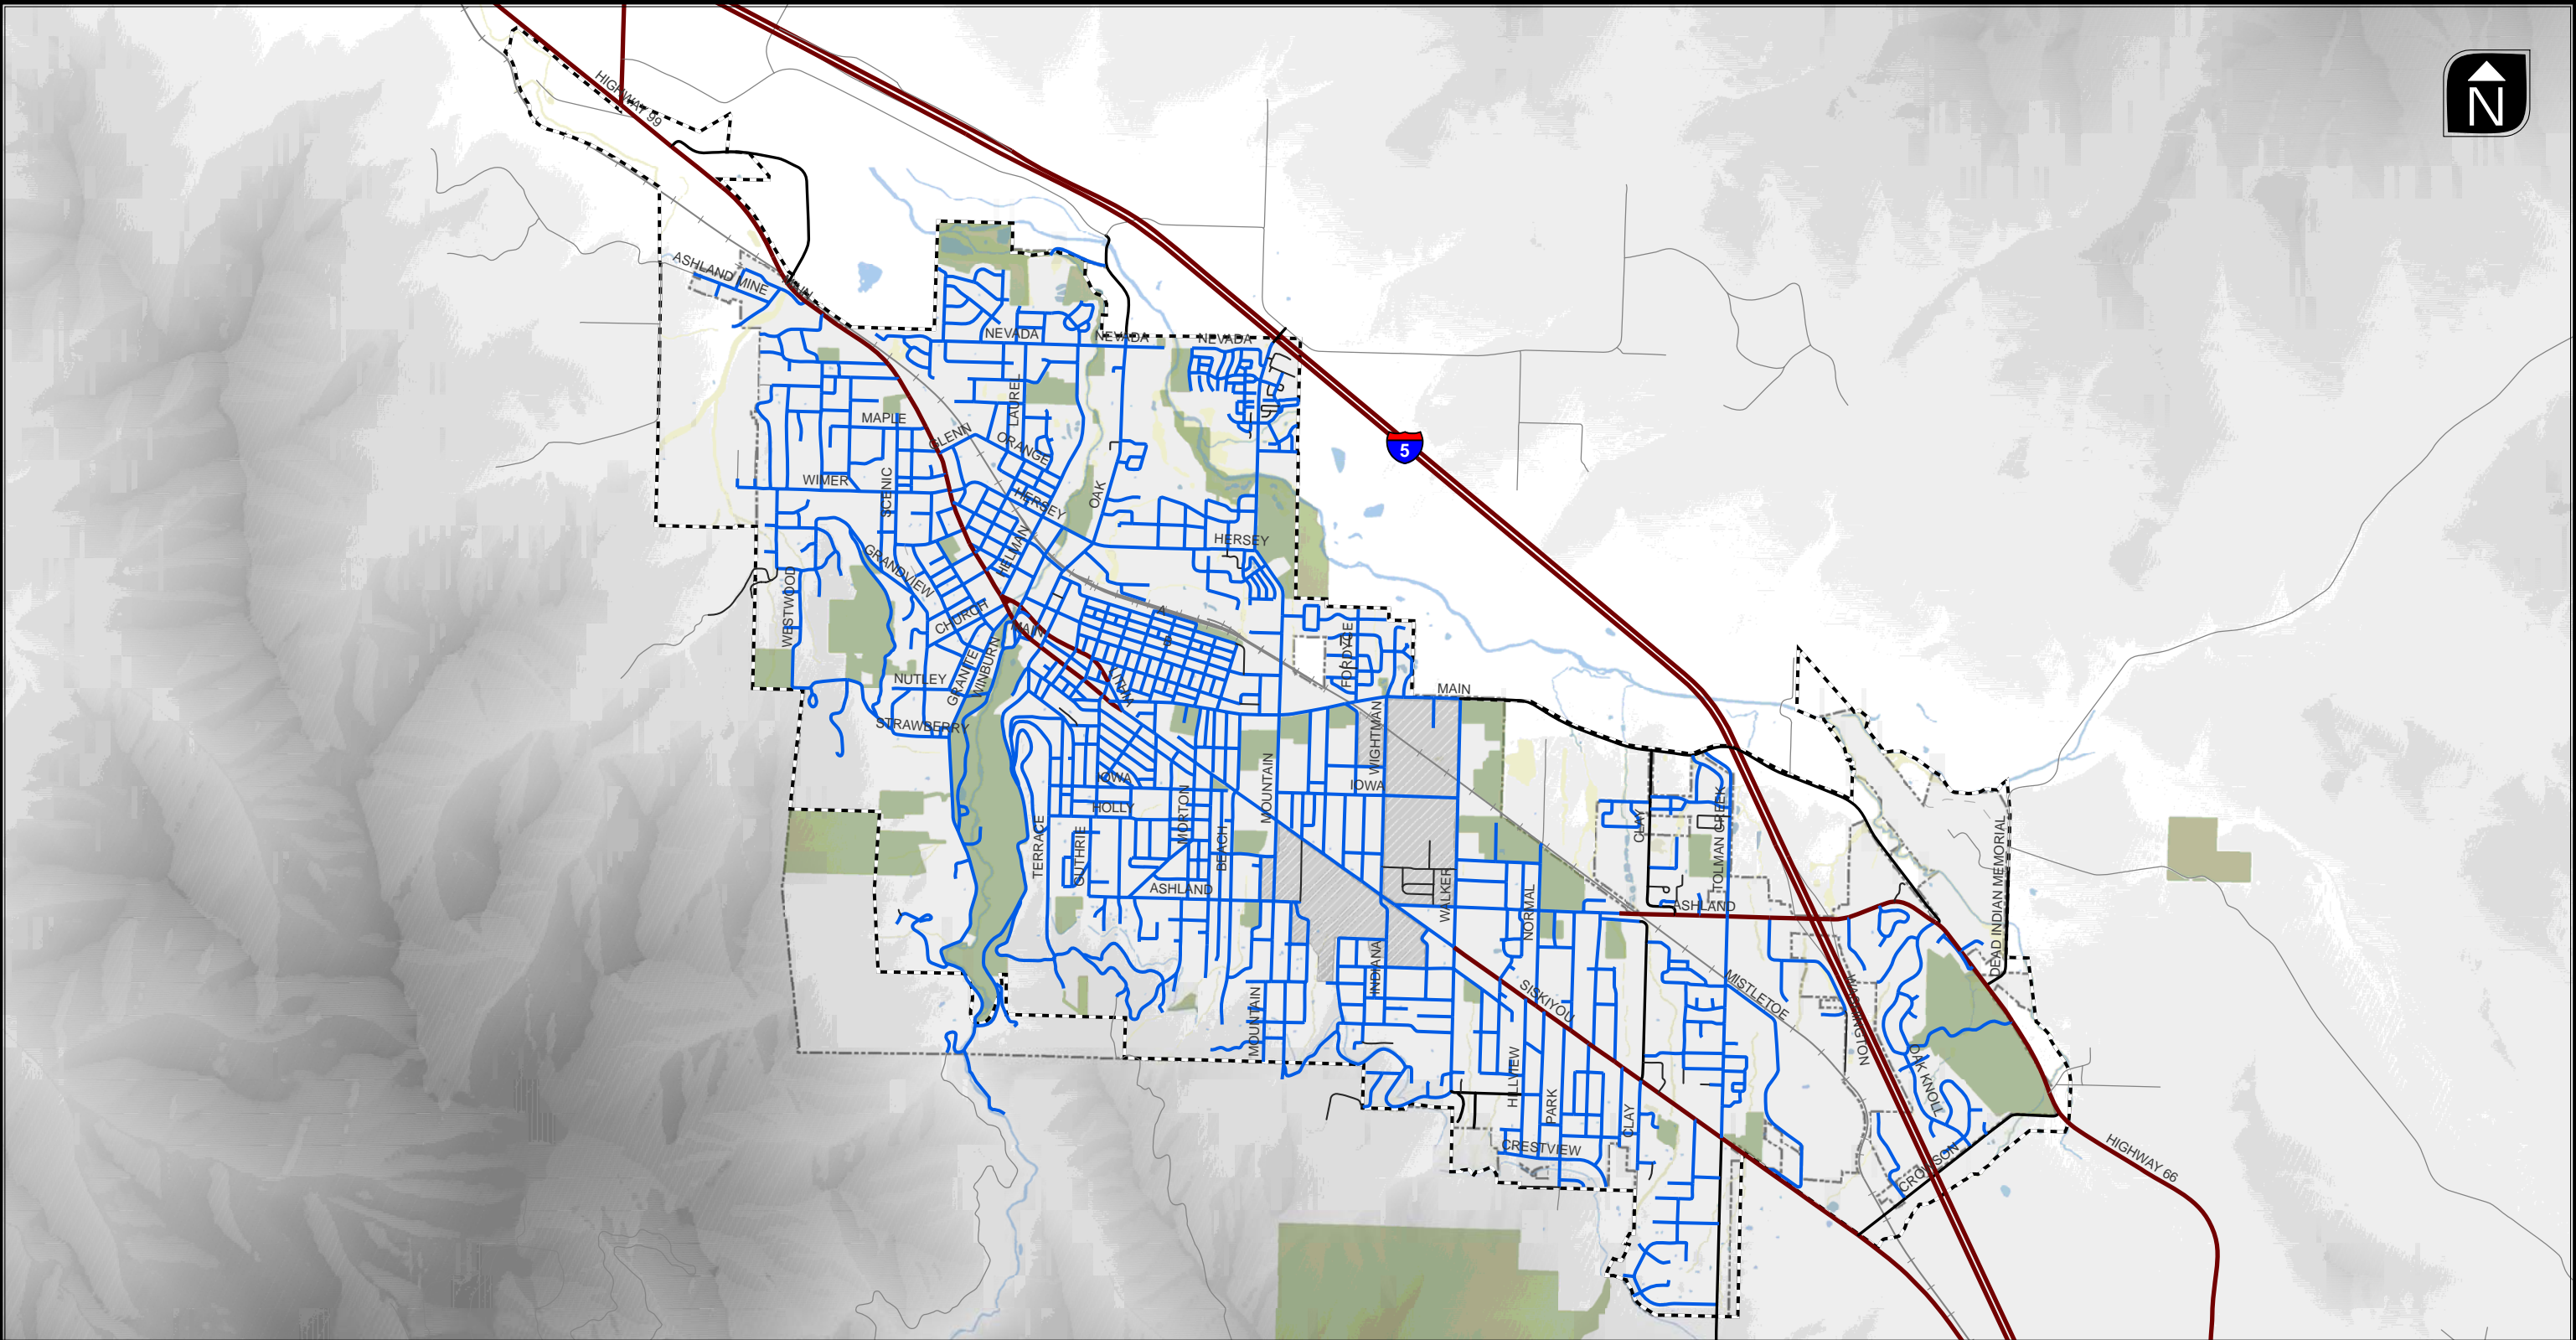 HIGHWAY 99
N
ASHLAND MINE
MAIN
NEVADA
NEVADA
NEVADA
LAUREL
MAPLE
GLENN
ORANGE
5
WIMER
SCENIC
HERSEY
OAK
HERSEY
HELMAN
GRANDVIEW
WESTWOOD
CHURCH
A
MAIN
B
FORDYCE
GRANITE
WINBURN
NUTLEY
LITHIA
MAIN
STRAWBERRY
WIGHTMAN
MOUNTAIN
IOWA
IOWA
HOLLY
MORTON
CLAY
TOLMAN CREEK
TERRACE
GUTHRIE
BEACH
DEAD INDIAN MEMORIAL
ASHLAND
WALKER
NORMAL
ASHLAND
INDIANA
SISKIYOU
MISTLETOE
MOUNTAIN
WASHINGTON
HILLVIEW
PARK
CLAY
OAK KNOLL
CRESTVIEW
CROWSON
HIGHWAY 66